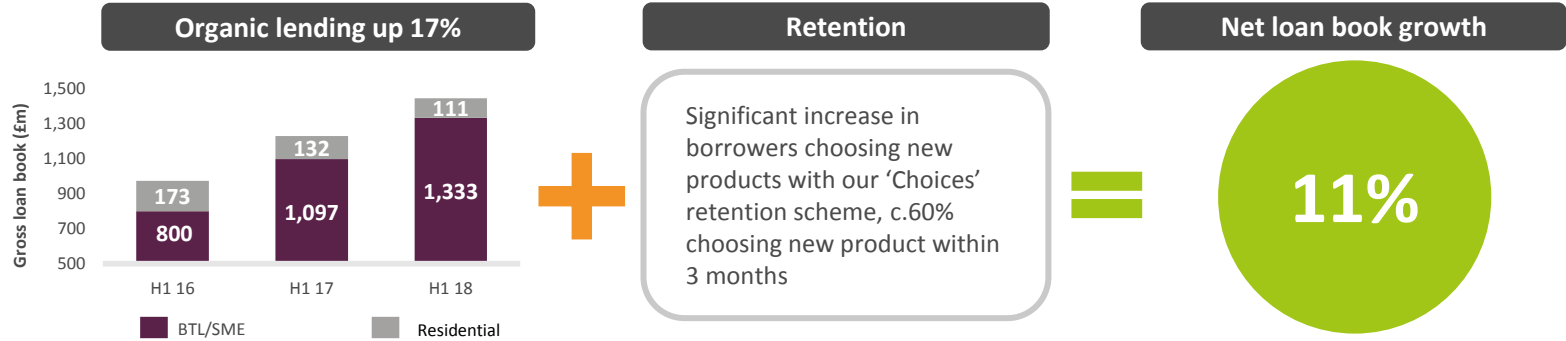 Organic lending up 17%
Gross loan book (£m)
1,500
1,300
1,100
900
700
500
173
800
132
1,097
111
1,333
H1 16
H1 17
H1 18
BTL/SME
Residential
Retention
Significant increase in
borrowers choosing new
products with our ‘Choices’
retention scheme, c.60%
choosing new product within
3 months
Net loan book growth
11%